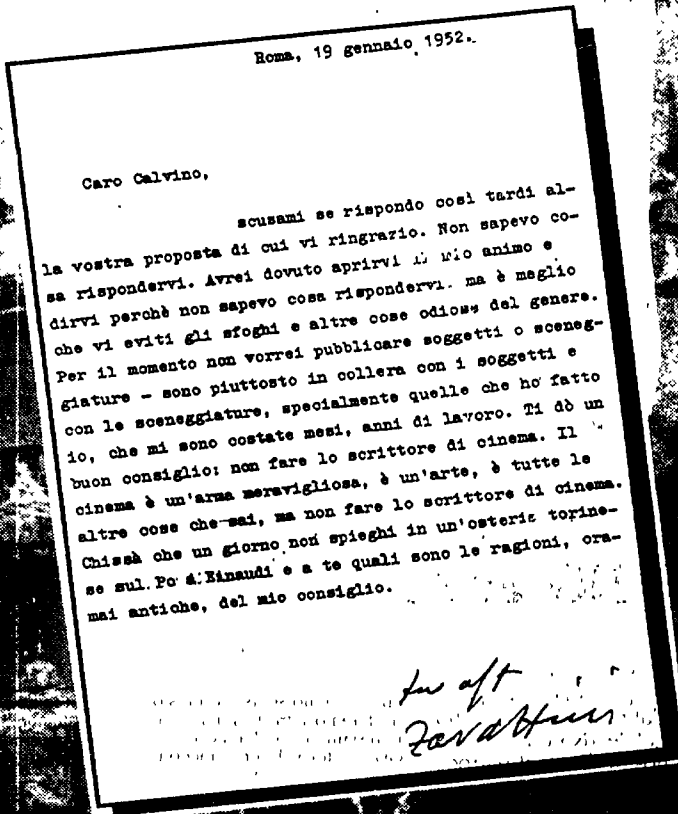 Roma, 19 gennaio 1952.
Caro Calvino,
scusami se rispondo così tardi al-
la vostra proposta di cui vi ringrazio. Non sapevo co-
sa rispondervi. Avrei dovuto aprirvi il mio animo e
dirvi perchè non sapevo cosa rispondervi. ma è meglio
che vi eviti gli sfoghi e altre cose odiose del genere.
Per il momento non vorrei pubblicare soggetti o sceneg-
giature - sono piuttosto in collera con i soggetti e
con le sceneggiature, specialmente quelle che ho fatto
io, che mi sono costate mesi, anni di lavoro. Ti dò un
buon consiglio: non fare lo scrittore di cinema. Il
cinema è un'arma meravigliosa, è un'arte, è tutte le
altre cose che sai, ma non fare lo scrittore di cinema.
Chissà che un giorno non spieghi in un'osteria torine-
se sul Po a Einaudi e a te quali sono le ragioni, ora-
mai antiche, del mio consiglio.
tuo aff
Zavattini